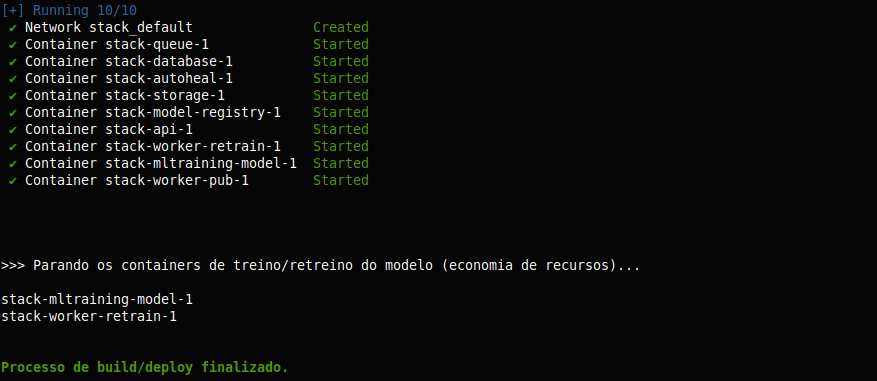 [+] Running 10/10
✔ Network stack_default Created
✔ Container stack-queue-1 Started
✔ Container stack-database-1 Started
✔ Container stack-autoheal-1 Started
✔ Container stack-storage-1 Started
✔ Container stack-model-registry-1 Started
✔ Container stack-api-1 Started
✔ Container stack-worker-retrain-1 Started
✔ Container stack-mltraining-model-1 Started
✔ Container stack-worker-pub-1 Started
>>> Parando os containers de treino/retreino do modelo (economia de recursos)...
stack-mltraining-model-1
stack-worker-retrain-1
Processo de build/deploy finalizado.